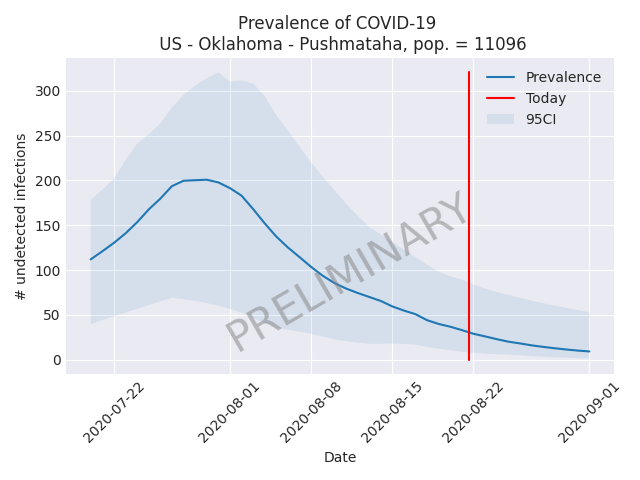 Prevalence of COVID-19
US - Oklahoma - Pushmataha, pop. = 11096
Prevalence
Today
95CI
# undetected infections
300
250
200
150
100
50
0
PRELIMINARY
2020-07-22
2020-08-01
2020-08-08
2020-08-15
2020-08-22
2020-09-01
Date